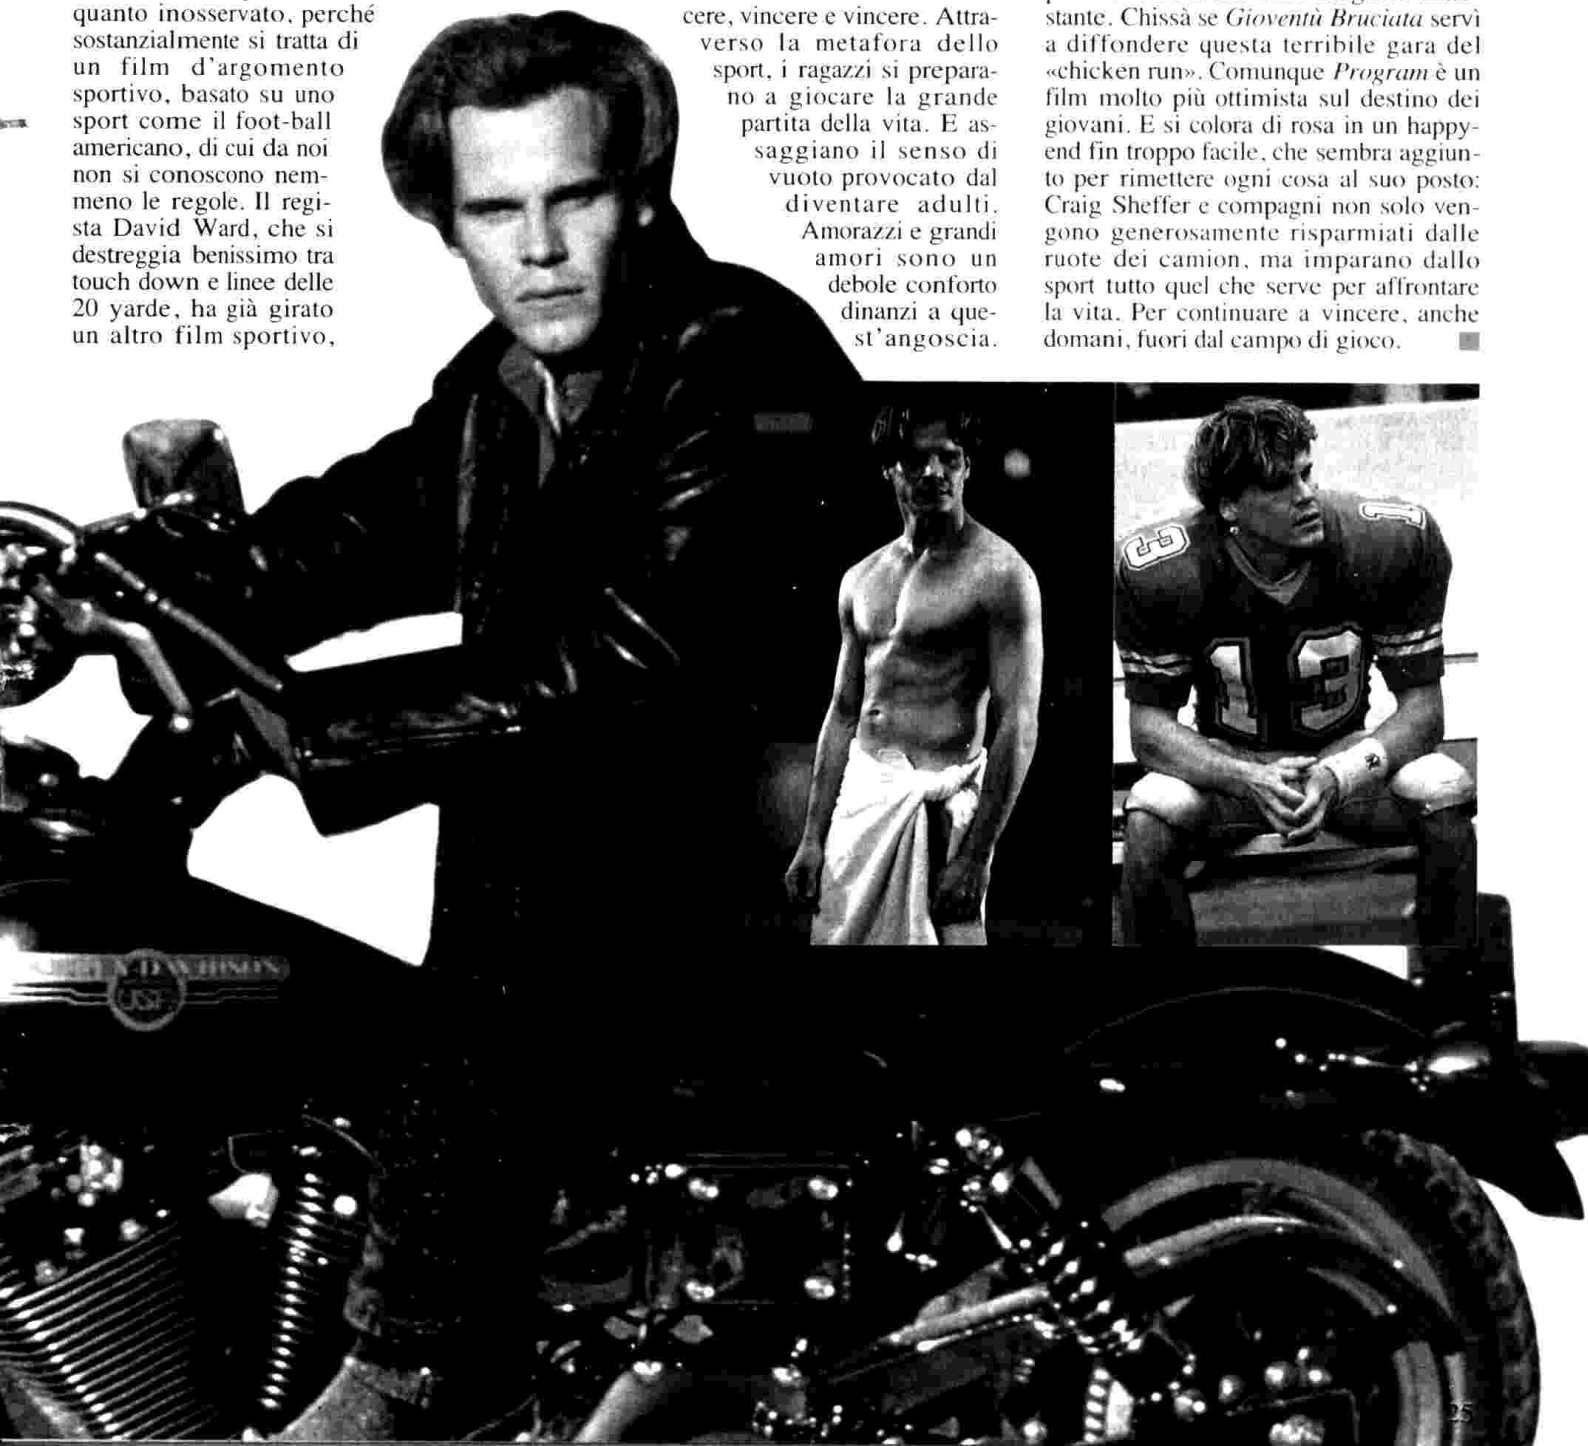 quanto inosservato, perché
sostanzialmente si tratta di
un film d'argomento
sportivo, basato su uno
sport come il foot-ball
americano, di cui da noi
non si conoscono nem-
meno le regole. Il regi-
sta David Ward, che si
destreggia benissimo tra
touch down e linee delle
20 yarde, ha già girato
un altro film sportivo,
cere, vincere e vincere. Attra-
verso la metafora dello
sport, i ragazzi si prepara-
no a giocare la grande
partita della vita. E as-
saggiano il senso di
vuoto provocato dal
diventare adulti.
Amorazzi e grandi
amori sono un
debole conforto
dinanzi a que-
st'angoscia.
stante. Chissà se Gioventù Bruciata servì
a diffondere questa terribile gara del
«chicken run». Comunque Program è un
film molto più ottimista sul destino dei
giovani. E si colora di rosa in un happy-
end fin troppo facile, che sembra aggiun-
to per rimettere ogni cosa al suo posto:
Craig Sheffer e compagni non solo ven-
gono generosamente risparmiati dalle
ruote dei camion, ma imparano dallo
sport tutto quel che serve per affrontare
la vita. Per continuare a vincere, anche
domani, fuori dal campo di gioco.
13
1
13
25